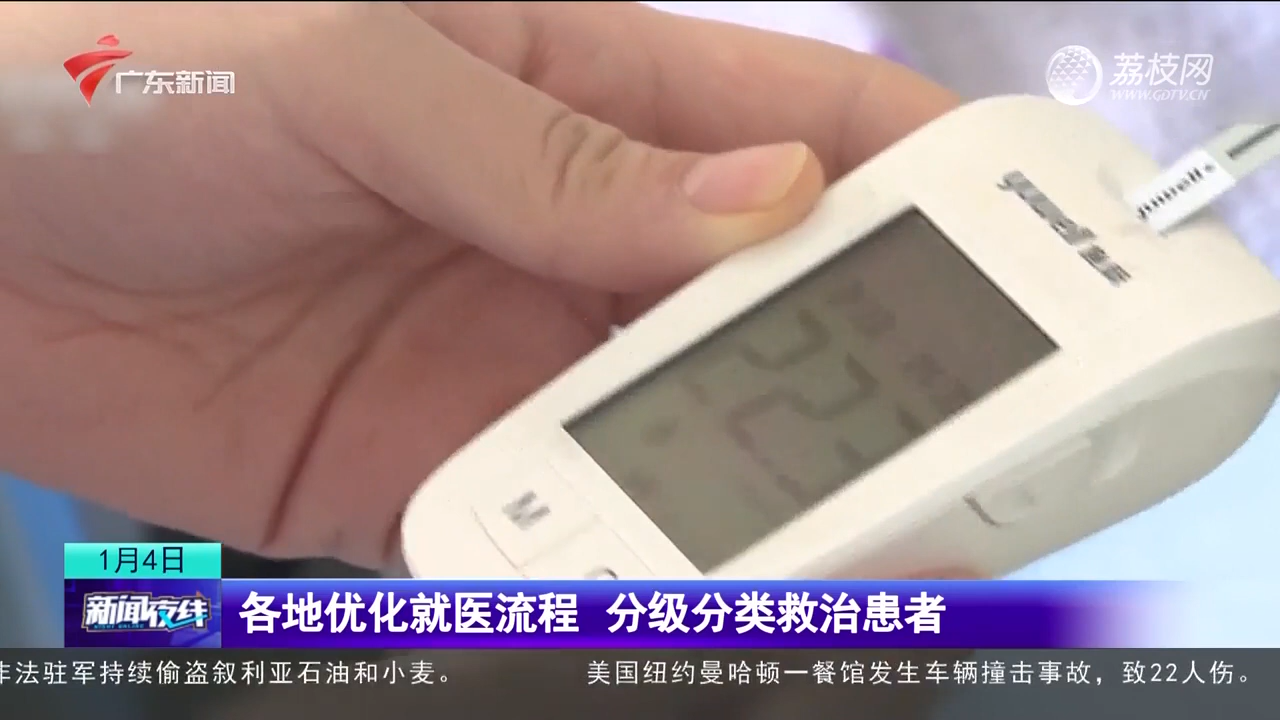 广东新闻
荔枝网
WWW.GDTV.CN
yuwell
yuwell
M
1月4日
新闻夜线
各地优化就医流程 分级分类救治患者
非法驻军持续偷盗叙利亚石油和小麦。 美国纽约曼哈顿一餐馆发生车辆撞击事故，致22人伤。